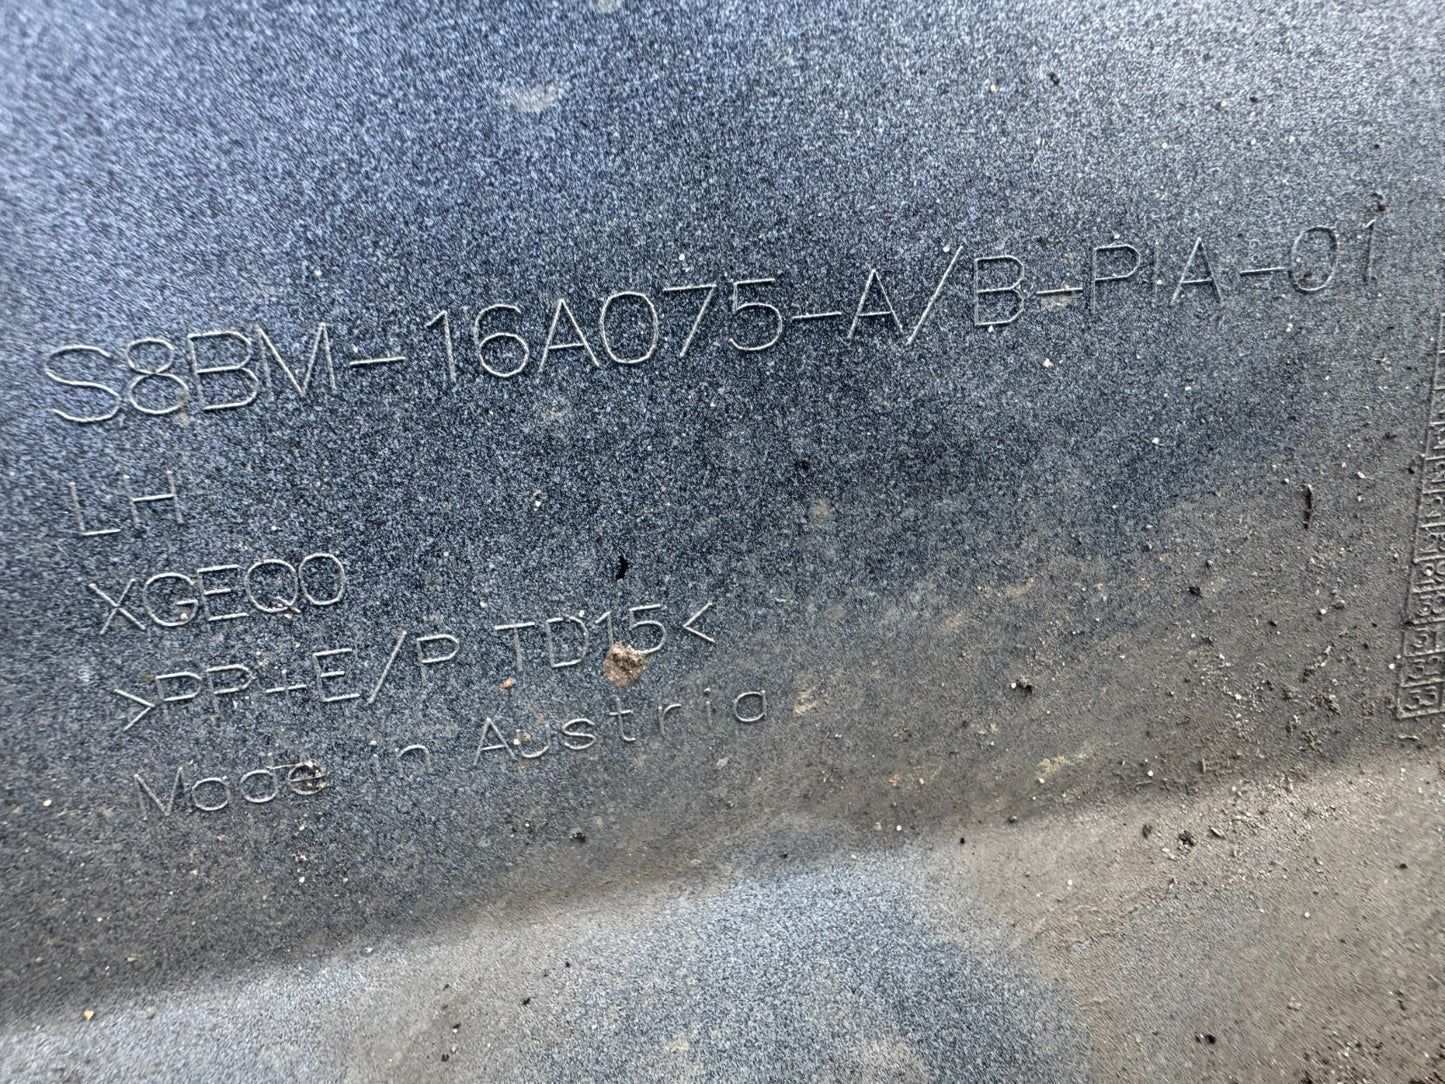 S8BM-16A075-A/B-PIA-01
LH
XGEQ0
>PP+E/P TD15<
Made in Austria